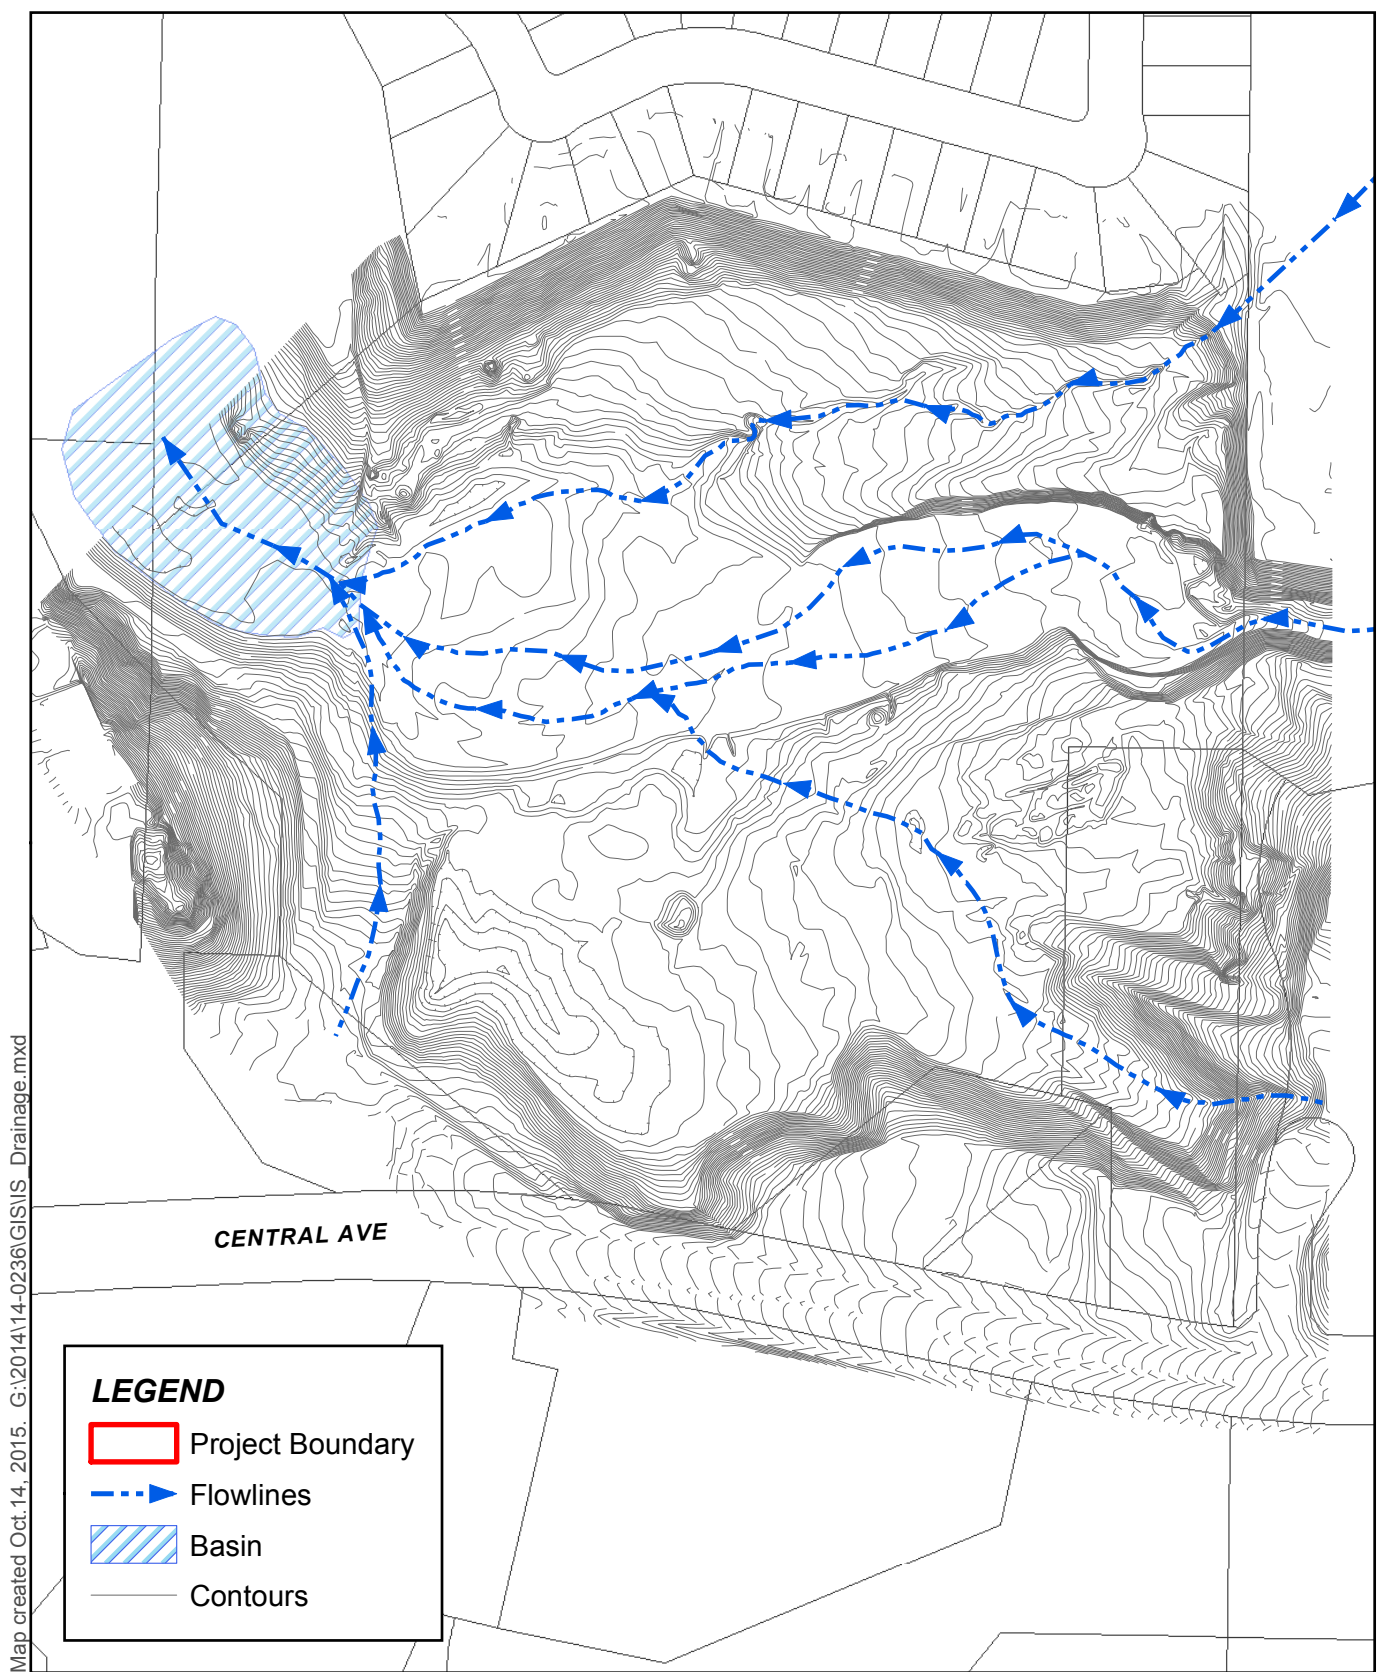 CENTRAL AVE
LEGEND
Project Boundary
Flowlines
Basin
Contours
Map created Oct.14, 2015. G:\2014\14-0236\GIS\IS_Drainage.mxd